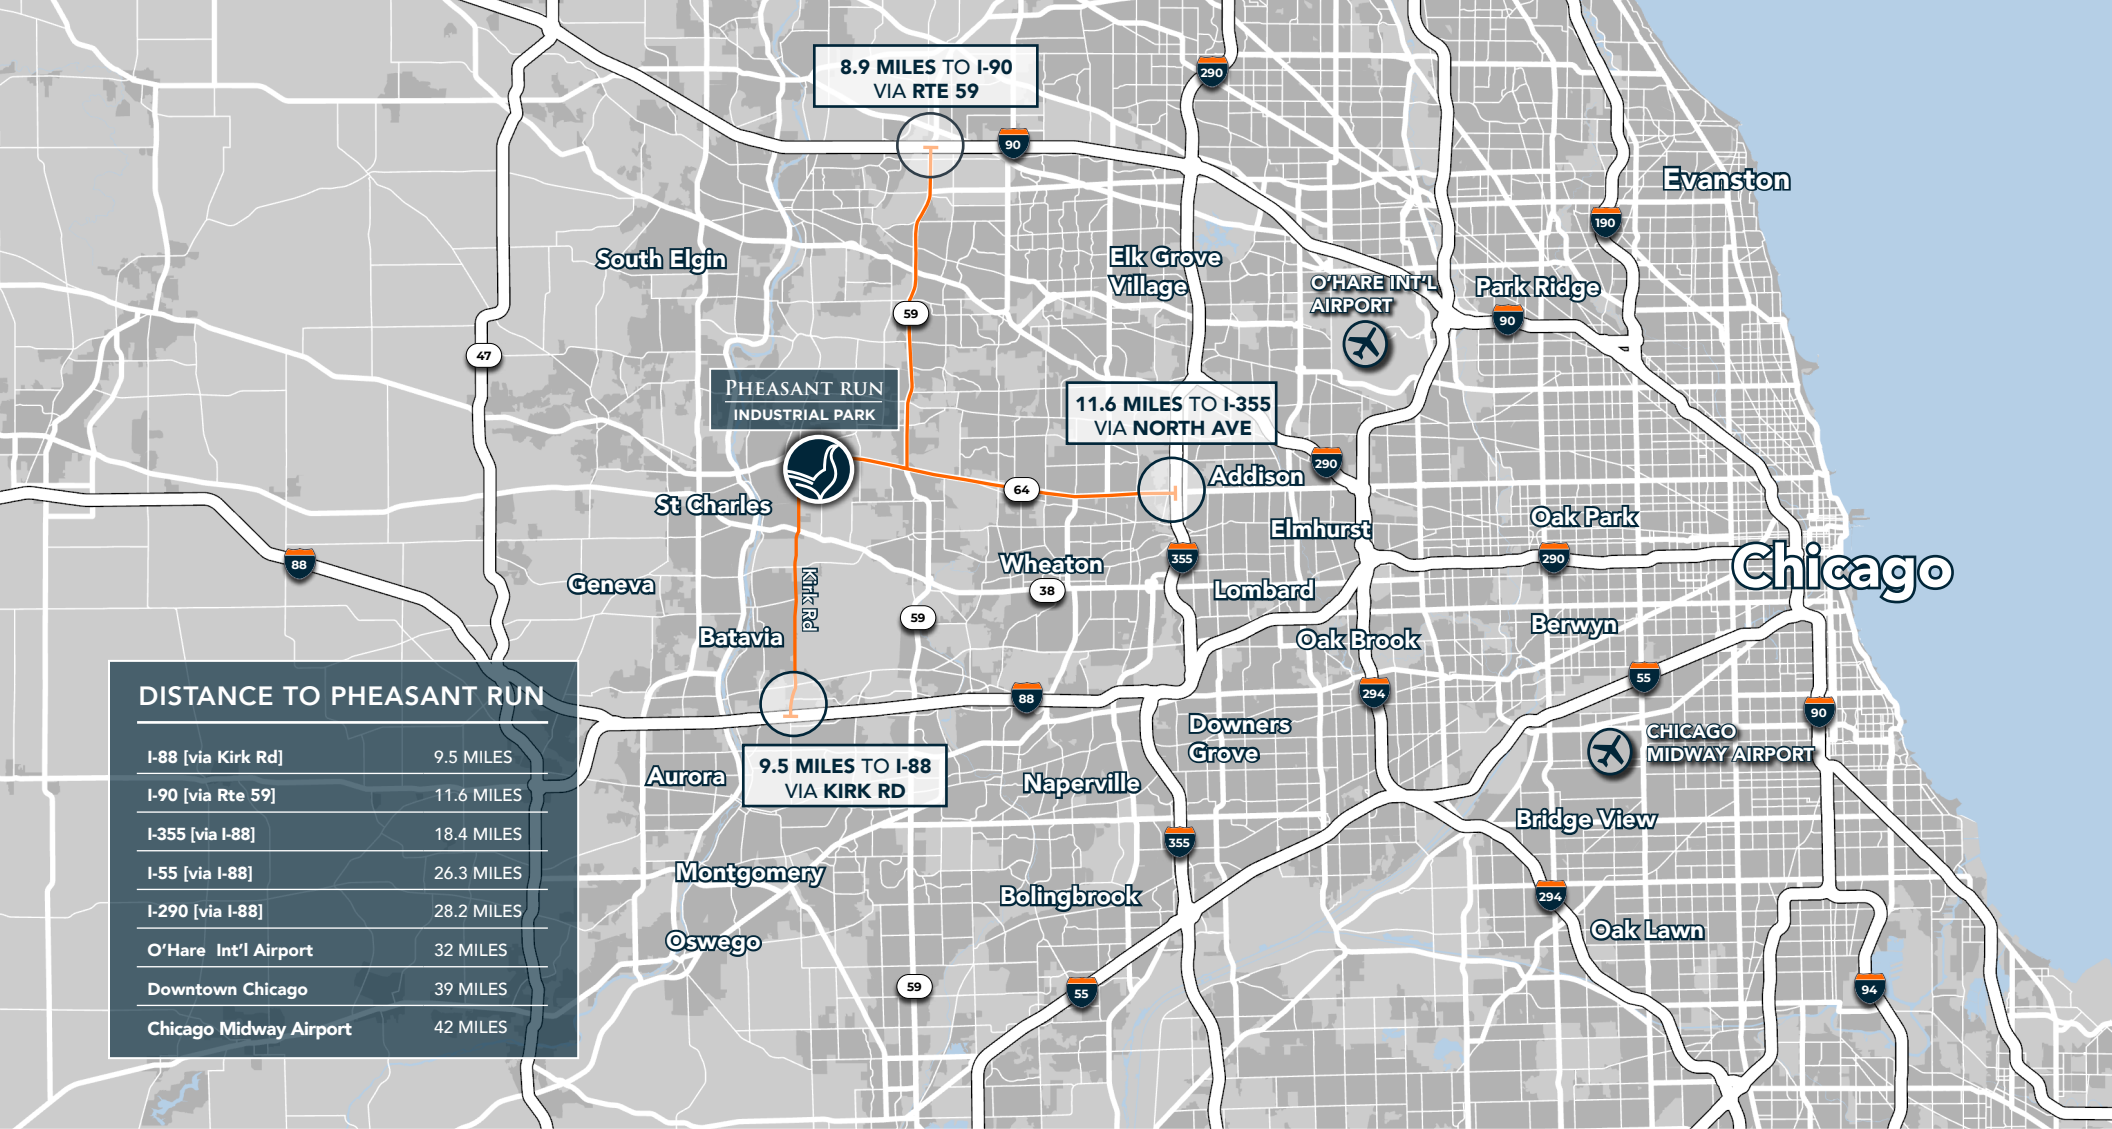 8.9 MILES TO I-90
VIA RTE 59
290
90
Evanston
190
South Elgin
Elk Grove
Village
O'HARE INT'L
AIRPORT
Park Ridge
90
59
47
PHEASANT RUN
INDUSTRIAL PARK
11.6 MILES TO I-355
VIA NORTH AVE
290
Addison
64
St Charles
Oak Park
Elmhurst
88
Wheaton
355
290
Chicago
Geneva
38
Lombard
Kirk Rd
59
Batavia
Oak Brook
Berwyn
55
88
294
90
Downers
Grove
CHICAGO
MIDWAY AIRPORT
9.5 MILES TO I-88
VIA KIRK RD
Aurora
Naperville
Bridge View
355
Montgomery
Bolingbrook
294
Oak Lawn
Oswego
59
55
94
DISTANCE TO PHEASANT RUN
I-88 [via Kirk Rd] 9.5 MILES
I-90 [via Rte 59] 11.6 MILES
I-355 [via I-88] 18.4 MILES
I-55 [via I-88] 26.3 MILES
I-290 [via I-88] 28.2 MILES
O'Hare Int'l Airport 32 MILES
Downtown Chicago 39 MILES
Chicago Midway Airport 42 MILES